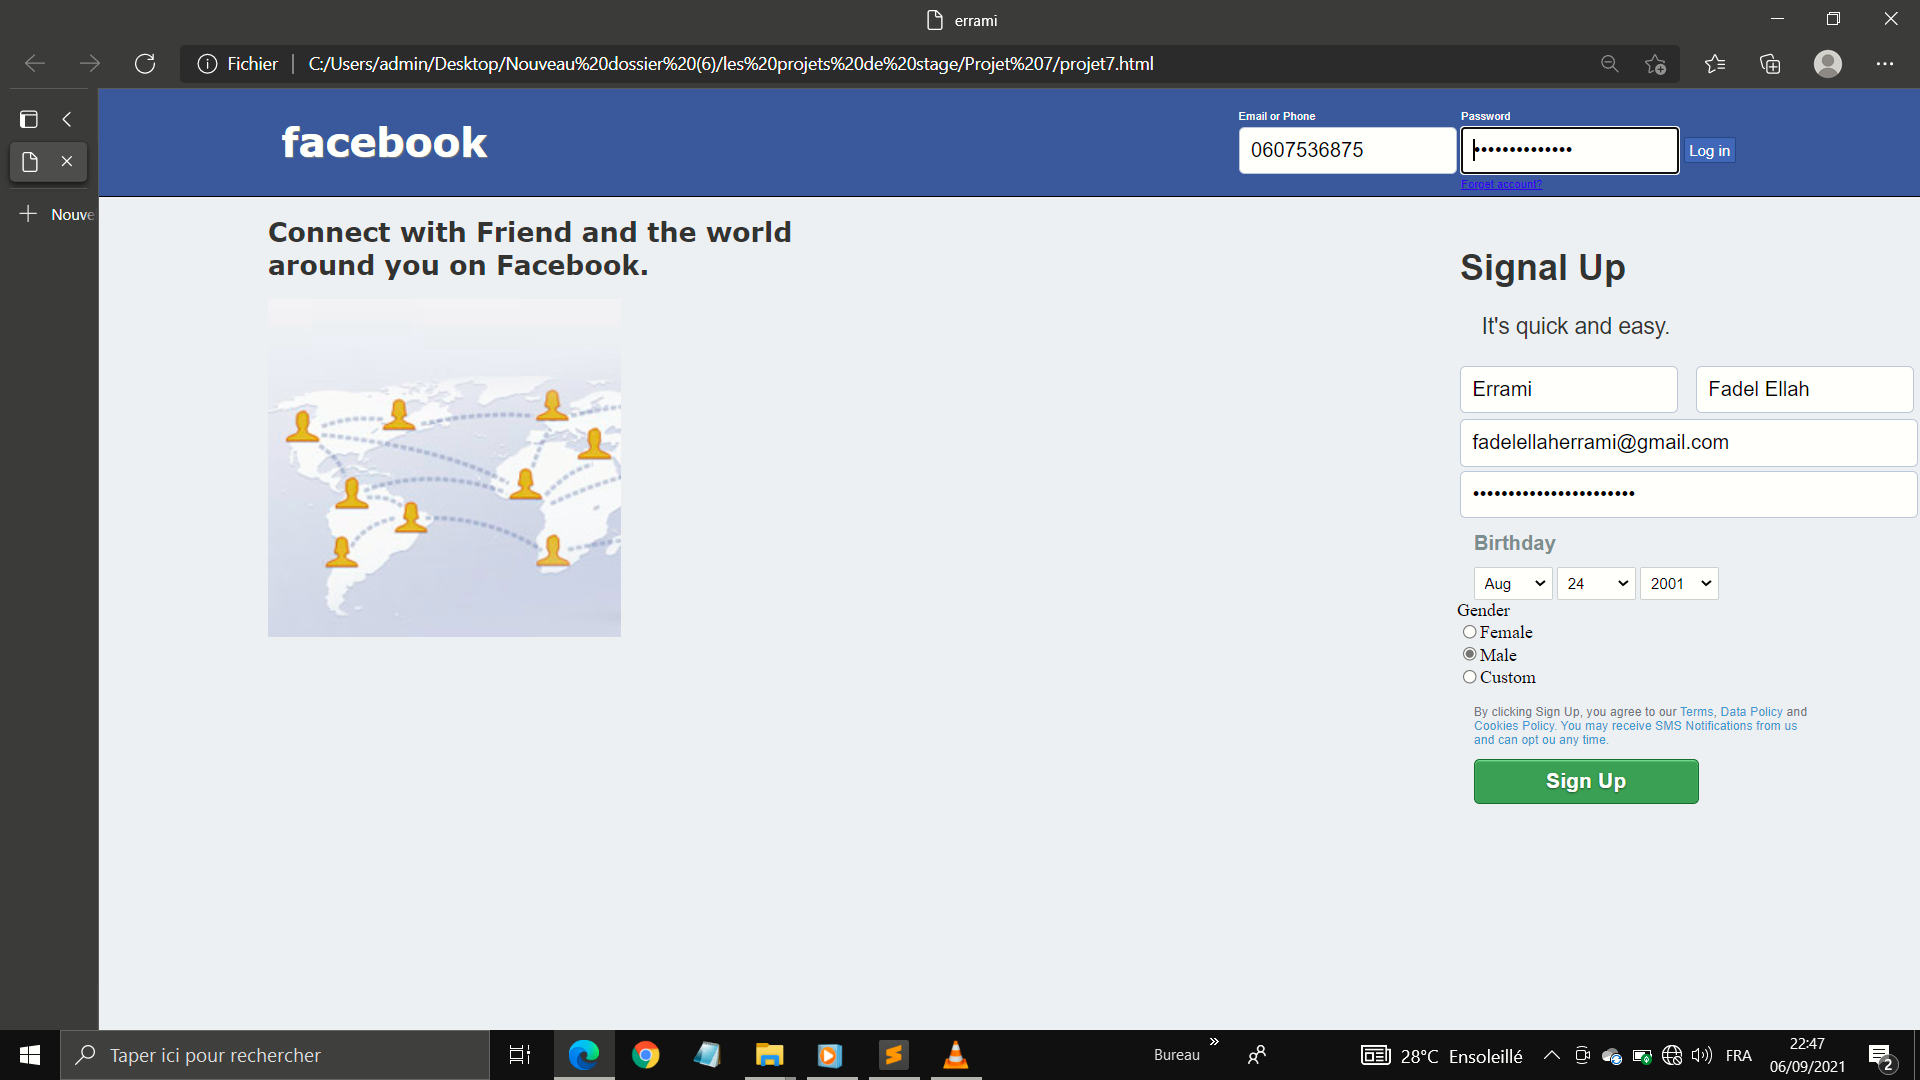 errami
Fichier
C:/Users/admin/Desktop/Nouveau%20dossier%20(6)/les%20projets%20de%20stage/Projet%207/projet7.html
Nouve
facebook
Email or Phone
Password
0607536875
••••••••••••••
Log in
Forget account?
Connect with Friend and the world
around you on Facebook.
Signal Up
It's quick and easy.
Errami
Fadel Ellah
fadelellaherrami@gmail.com
•••••••••••••••••••••••
Birthday
Aug
24
2001
Gender
Female
Male
Custom
By clicking Sign Up, you agree to our Terms, Data Policy and
Cookies Policy. You may receive SMS Notifications from us
and can opt ou any time.
Sign Up
Taper ici pour rechercher
Bureau
28°C Ensoleillé
FRA
22:47
06/09/2021
2